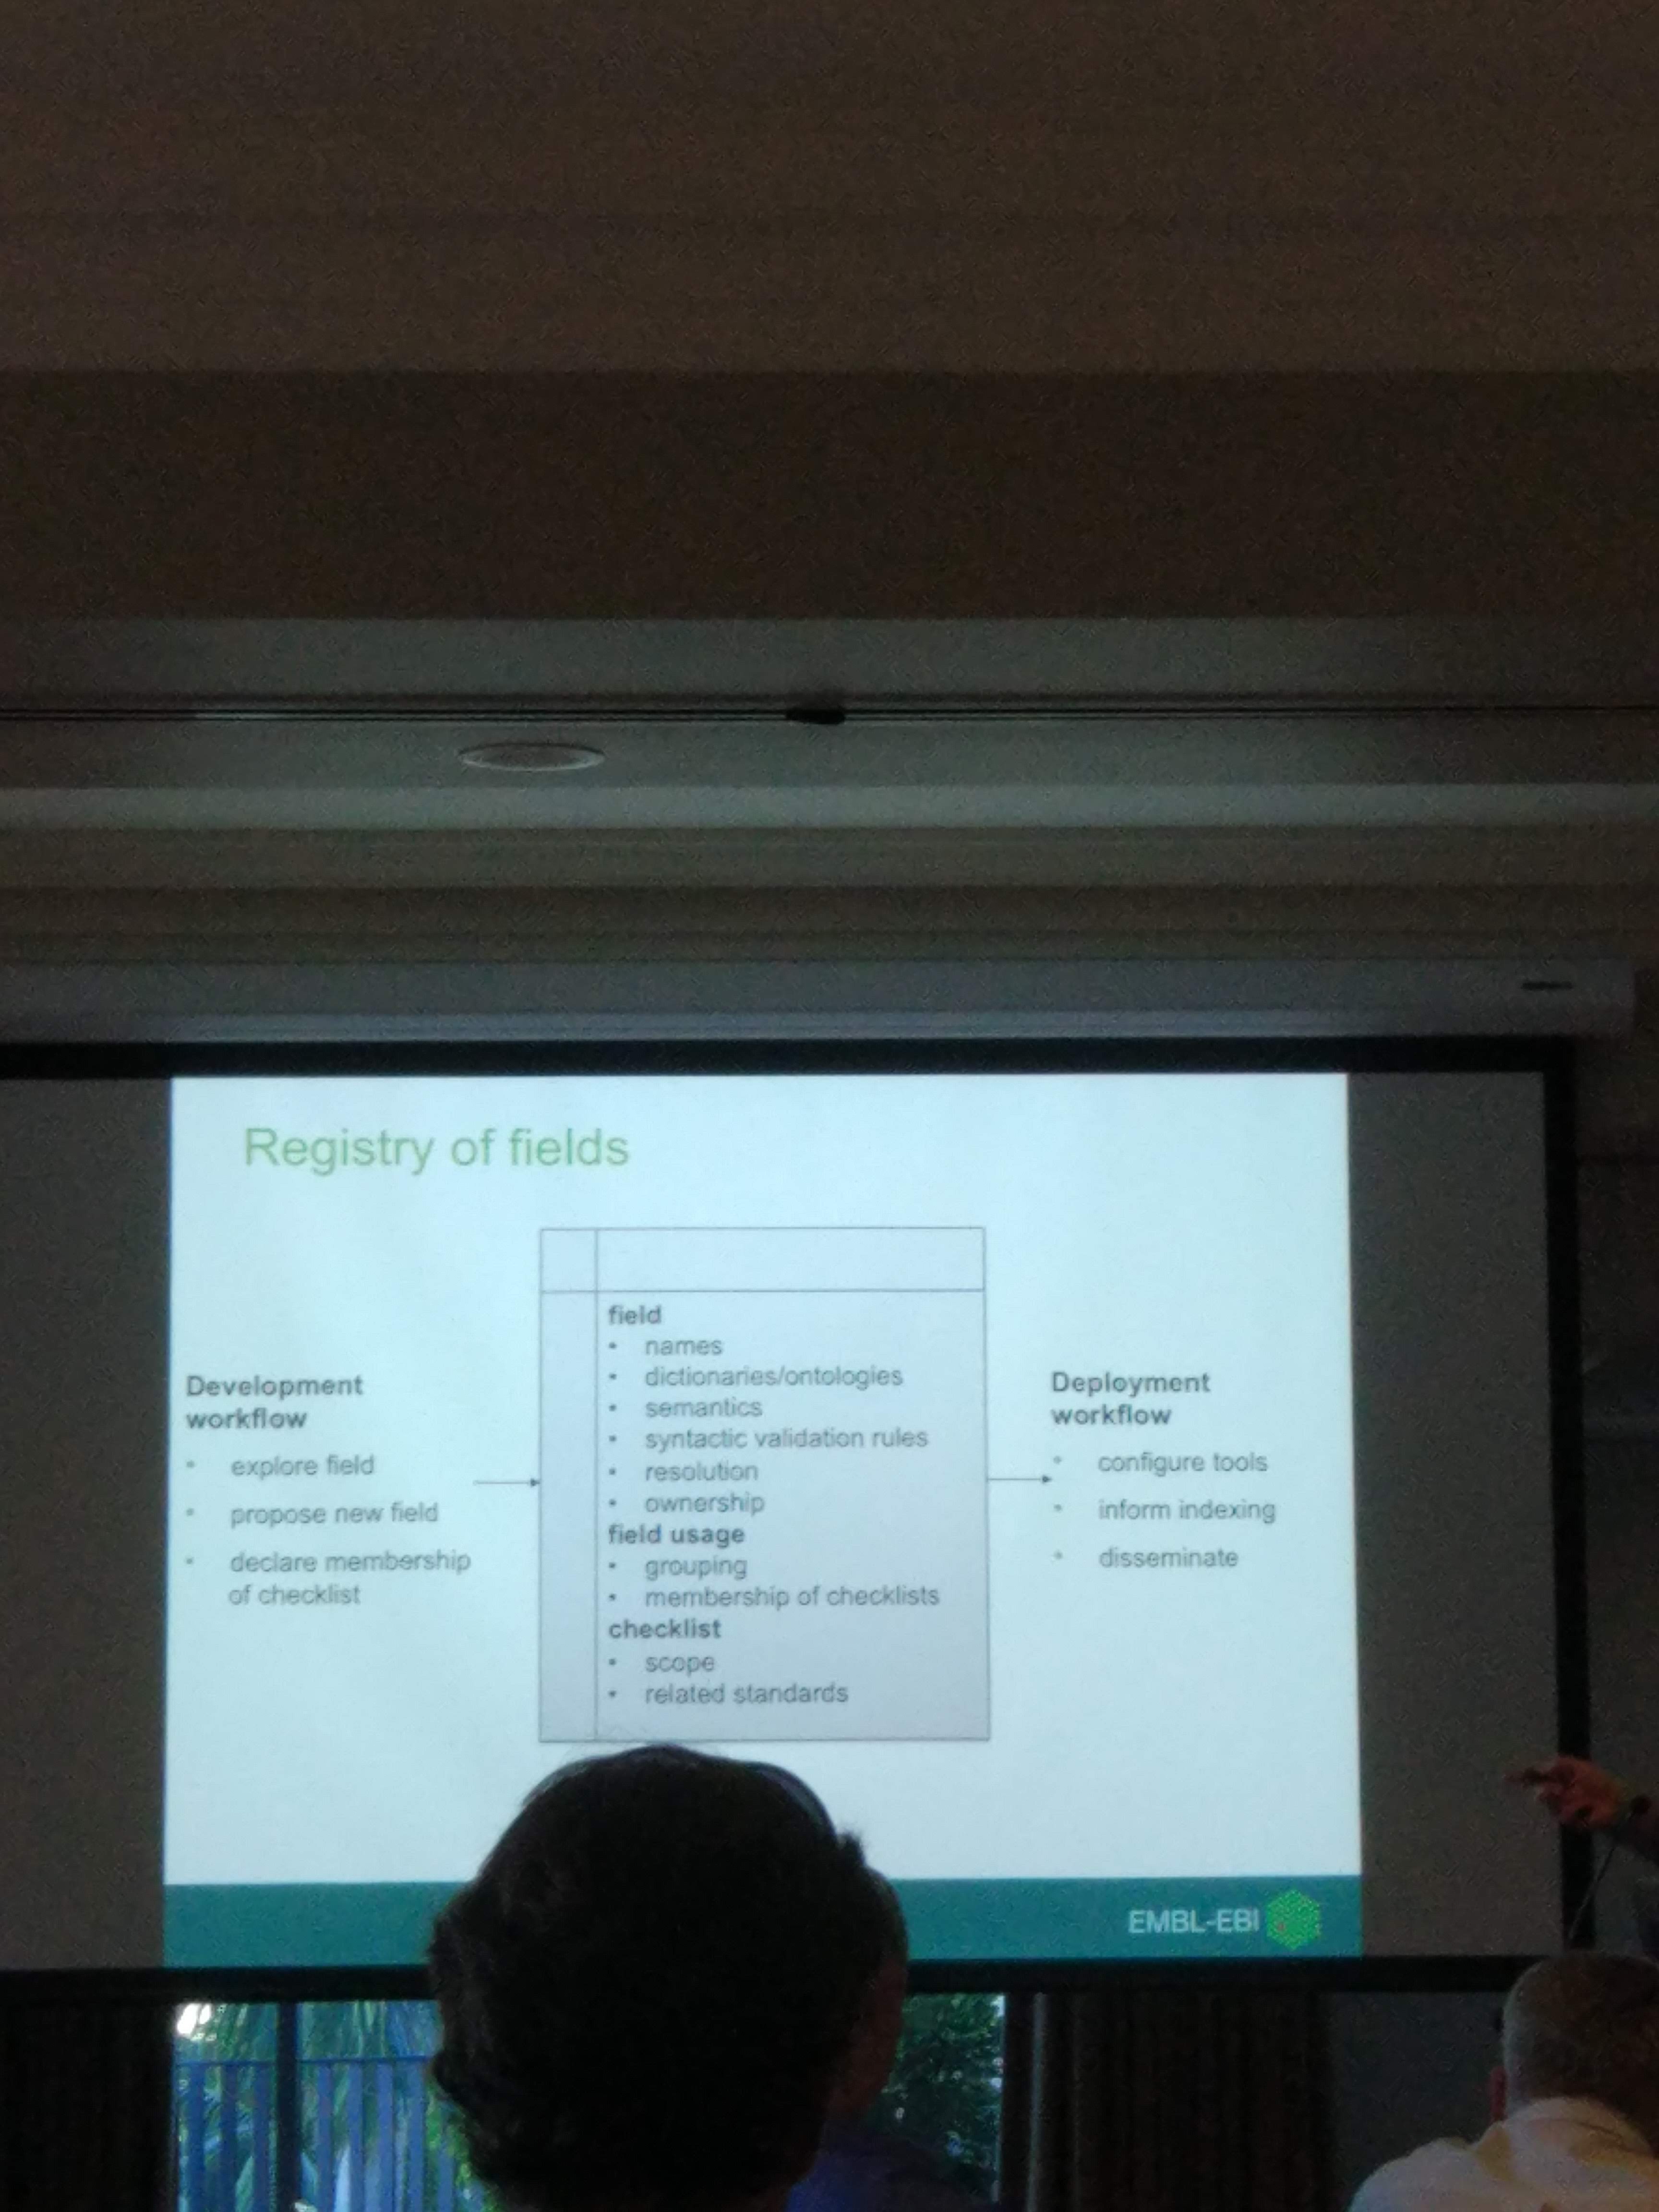 Registry of fields
Development
workflow
• explore field
• propose new field
• declare membership
of checklist
field
• names
• dictionaries/ontologies
• semantics
• syntactic validation rules
• resolution
• ownership
field usage
• grouping
• membership of checklists
checklist
• scope
• related standards
Deployment
workflow
• configure tools
• inform indexing
• disseminate
EMBL-EBI